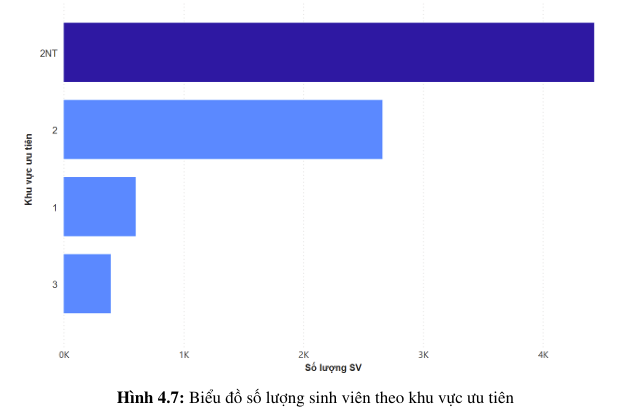 Khu vực ưu tiên
2NT
2
1
3
0K 1K 2K 3K 4K
Số lượng SV
Hình 4.7: Biểu đồ số lượng sinh viên theo khu vực ưu tiên